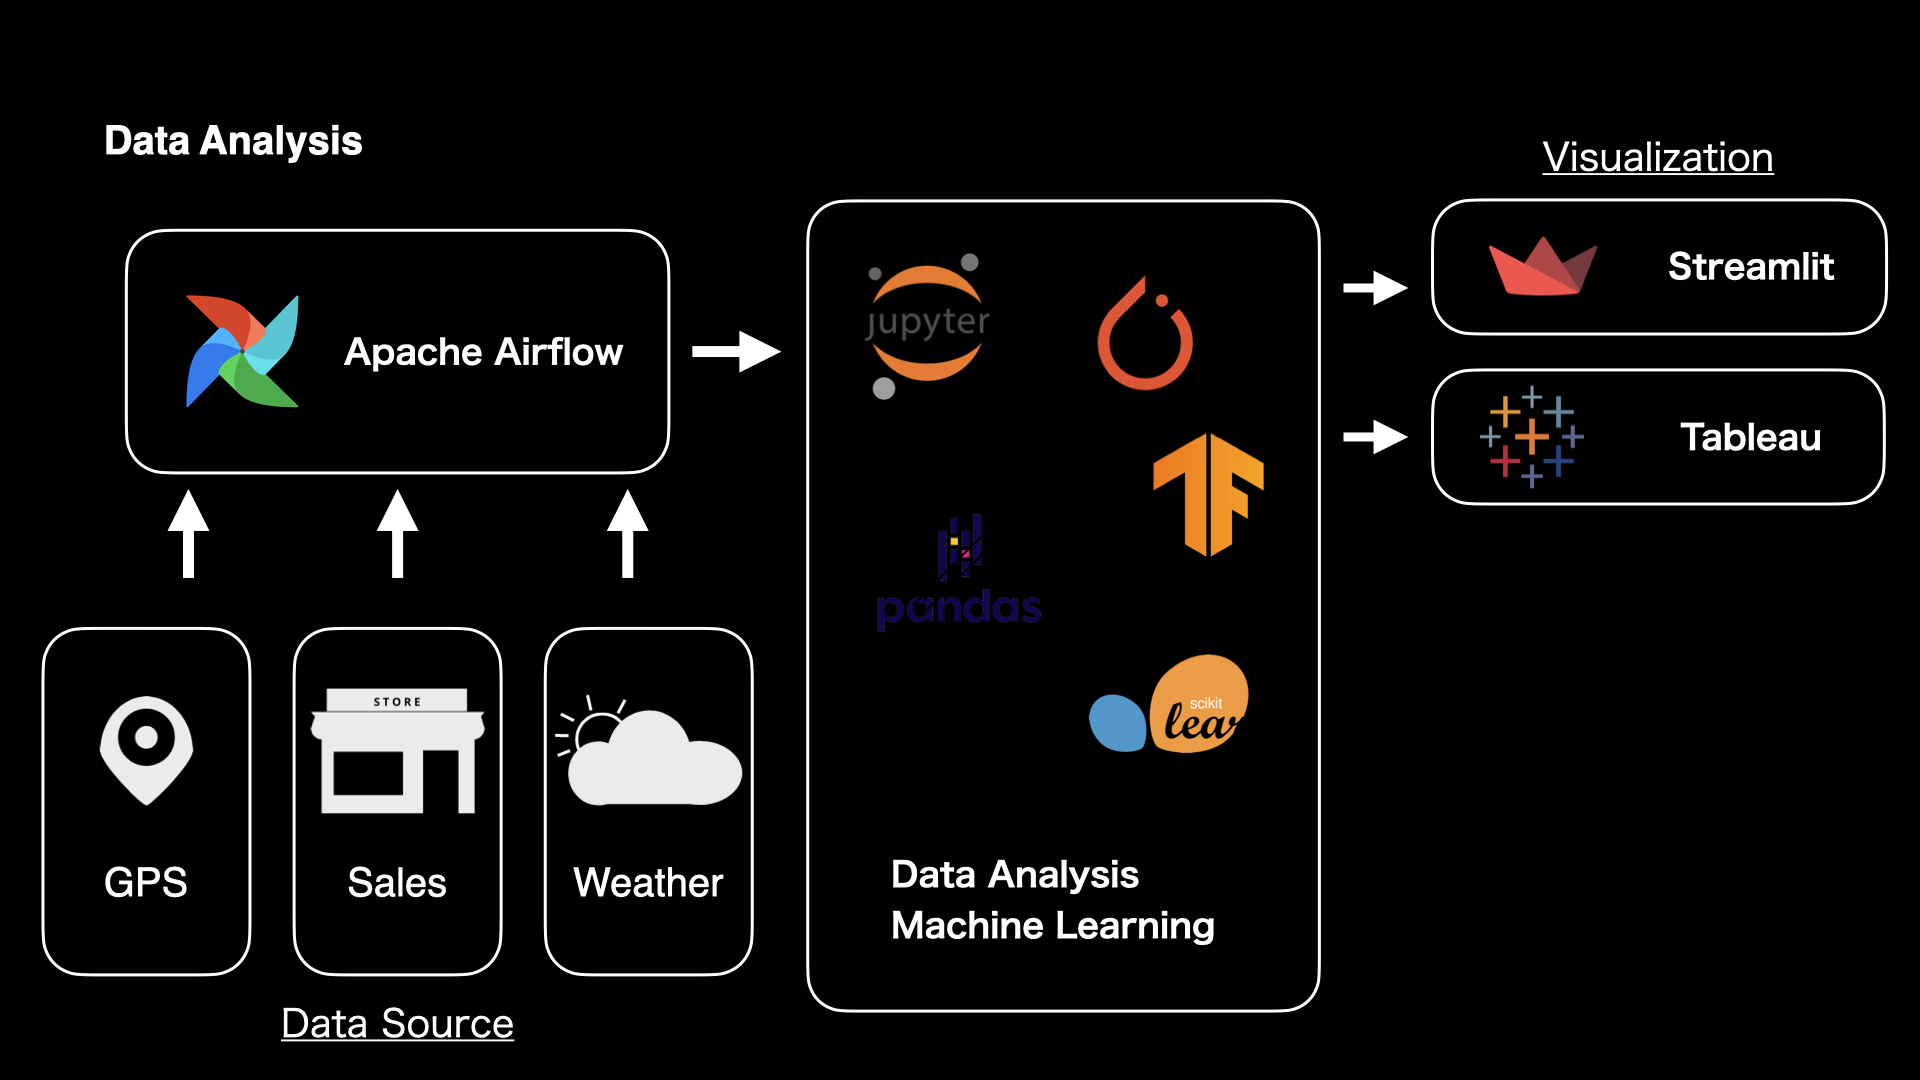 Data Analysis
Apache Airflow
STORE
GPS
Sales
Weather
Data Source
jupyter
pandas
scikit
lear
Data Analysis
Machine Learning
Visualization
Streamlit
Tableau